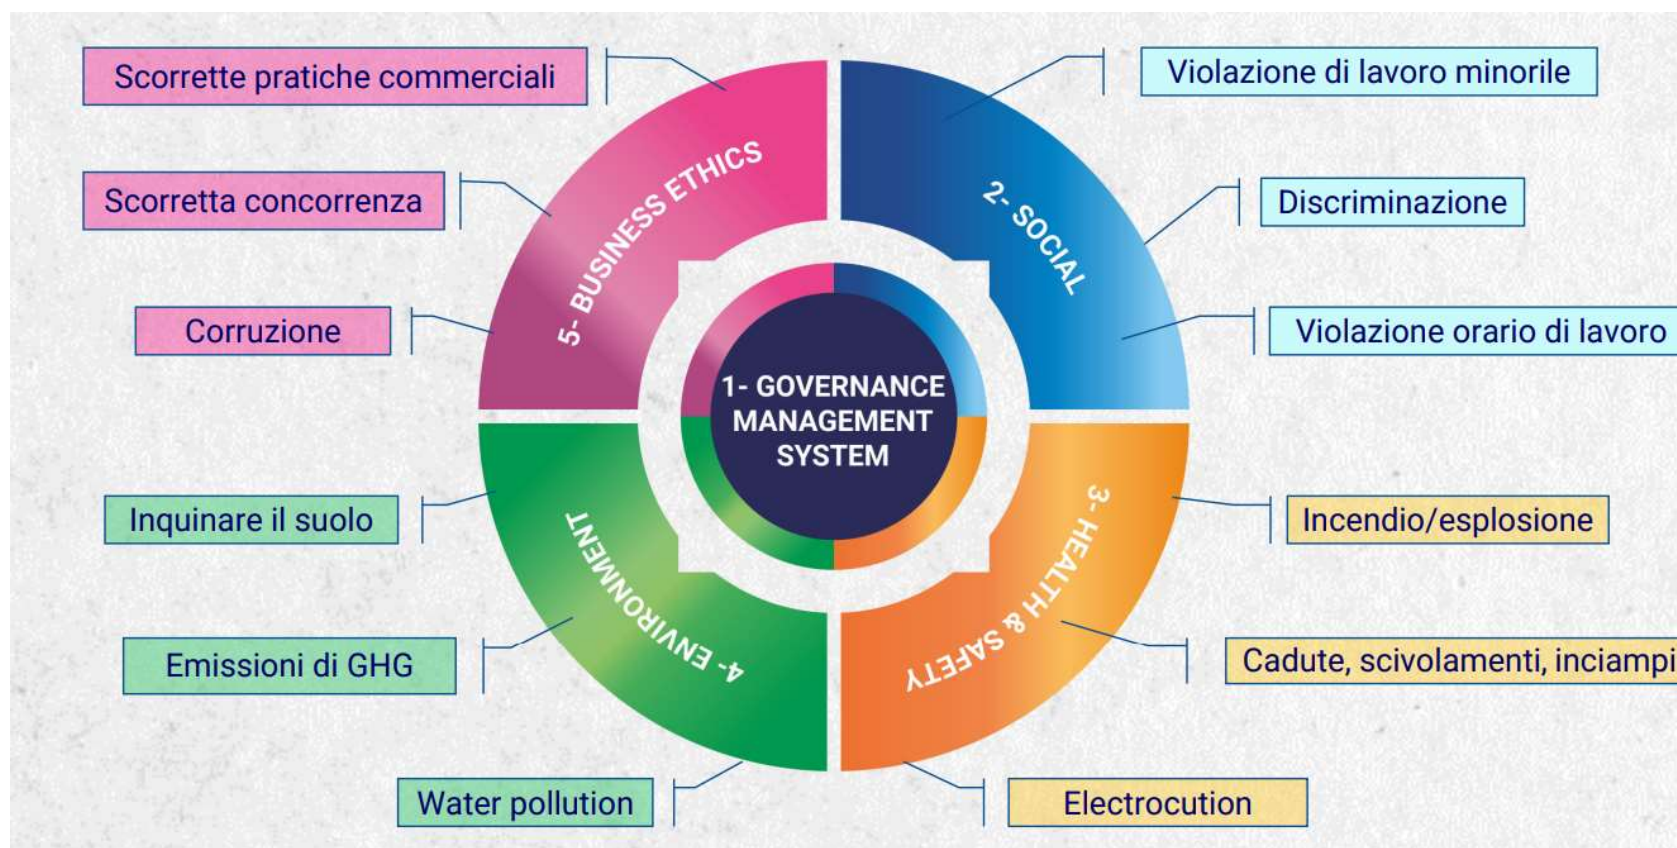 Scorrette pratiche commerciali
Violazione di lavoro minorile
Scorretta concorrenza
Discriminazione
Corruzione
Violazione orario di lavoro
5- BUSINESS ETHICS
2- SOCIAL
1- GOVERNANCE
MANAGEMENT
SYSTEM
4- ENVIRONMENT
3- HEALTH & SAFETY
Inquinare il suolo
Incendio/esplosione
Emissioni di GHG
Cadute, scivolamenti, inciampi
Water pollution
Electrocution